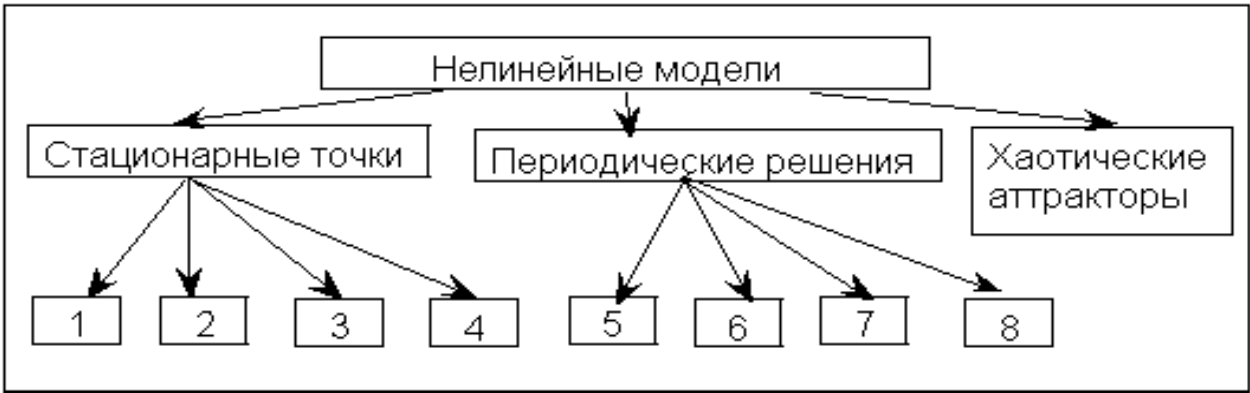 Нелинейные модели
Стационарные точки
Периодические решения
Хаотические
аттракторы
1
2
3
4
5
6
7
8